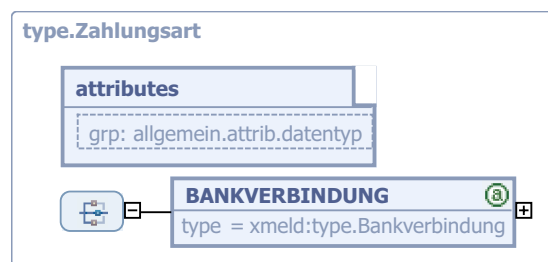 type.Zahlungsart
attributes
grp: allgemein.attrib.datentyp
BANKVERBINDUNG a
type = xmeld:type.Bankverbindung